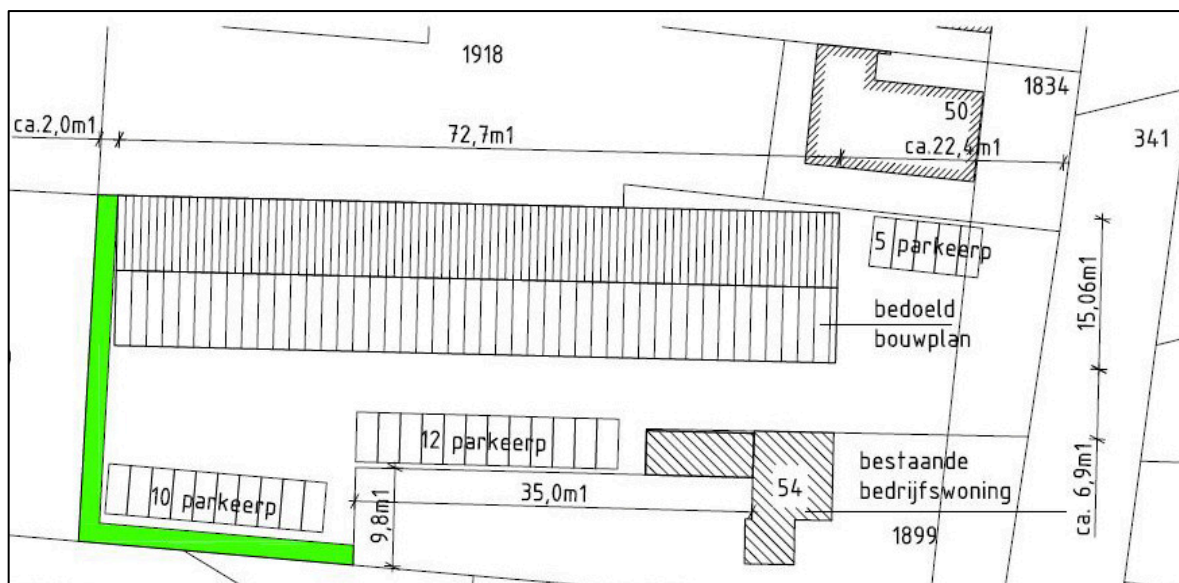 1918
1834
50
341
ca.2,0m1
72,7m1
ca.22,4m1
5 parkeerp
15,06m1
bedoeld
bouwplan
12 parkeerp
bestaande
bedrijfswoning
54
35,0m1
10 parkeerp
9,8m1
ca. 6,9m1
1899